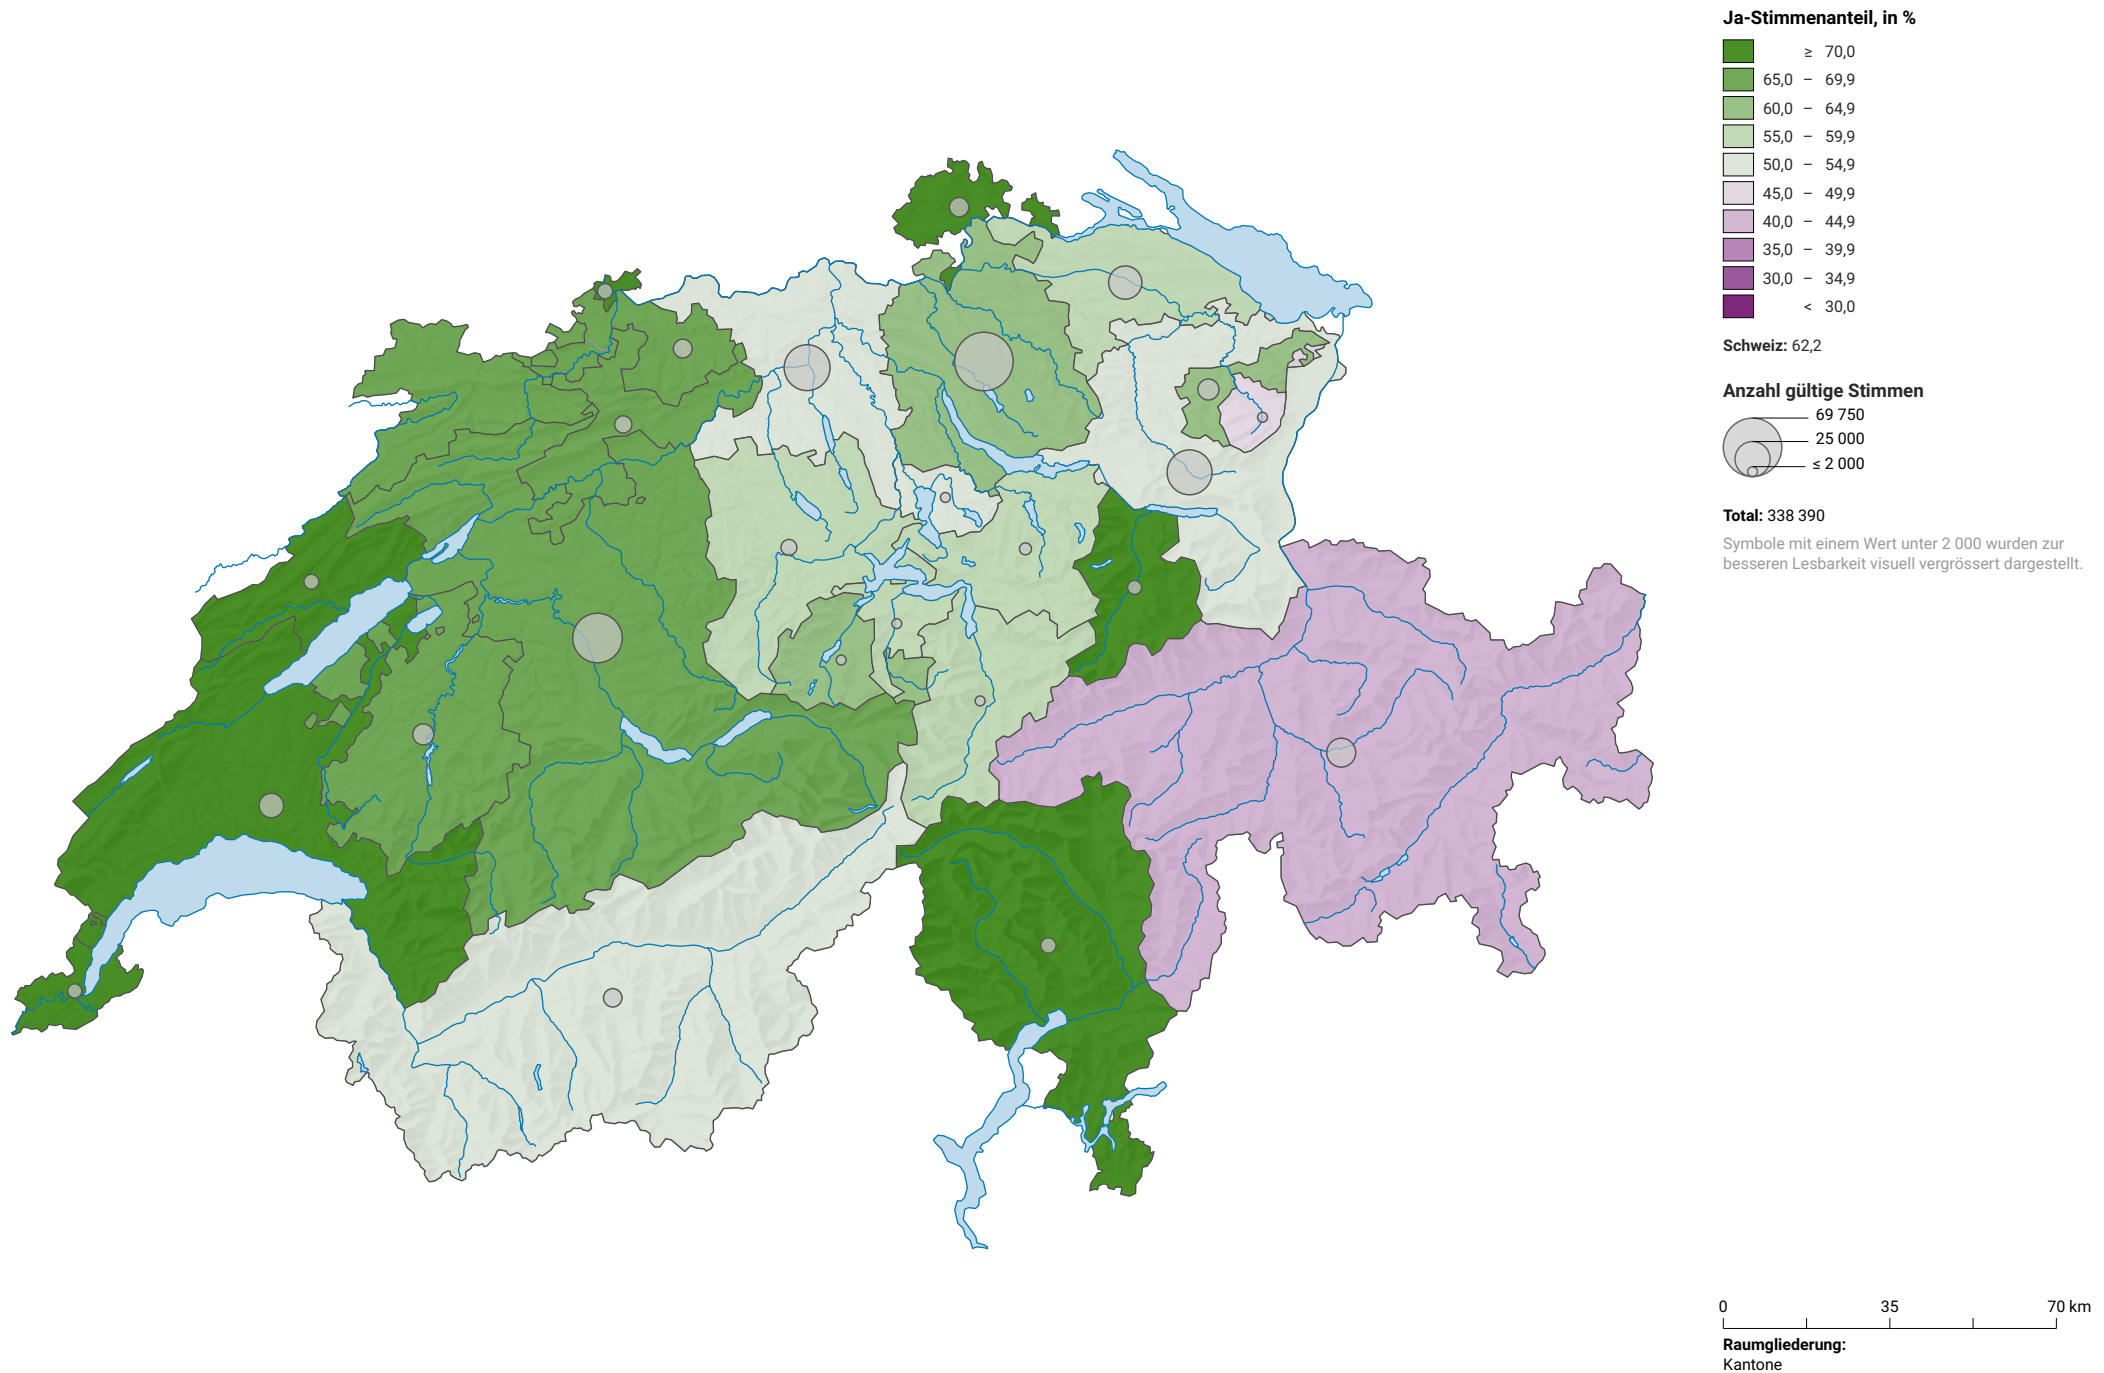 Ja-Stimmenanteil, in %
≥ 70,0
65,0 – 69,9
60,0 – 64,9
55,0 – 59,9
50,0 – 54,9
45,0 – 49,9
40,0 – 44,9
35,0 – 39,9
30,0 – 34,9
< 30,0
Schweiz: 62,2
Anzahl gültige Stimmen
69 750
25 000
≤ 2 000
Total: 338 390
Symbole mit einem Wert unter 2 000 wurden zur
besseren Lesbarkeit visuell vergrössert dargestellt.
0 35 70 km
Raumgliederung:
Kantone